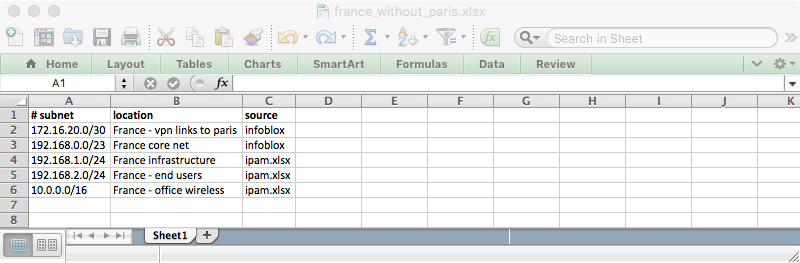 france_without_paris.xlsx
Search in Sheet
Home Layout Tables Charts SmartArt Formulas Data Review
A1 fx
A B C D E F G H I J K
1 # subnet location source
2 172.16.20.0/30 France - vpn links to paris infoblox
3 192.168.0.0/23 France core net infoblox
4 192.168.1.0/24 France infrastructure ipam.xlsx
5 192.168.2.0/24 France - end users ipam.xlsx
6 10.0.0.0/16 France - office wireless ipam.xlsx
7
8
Sheet1